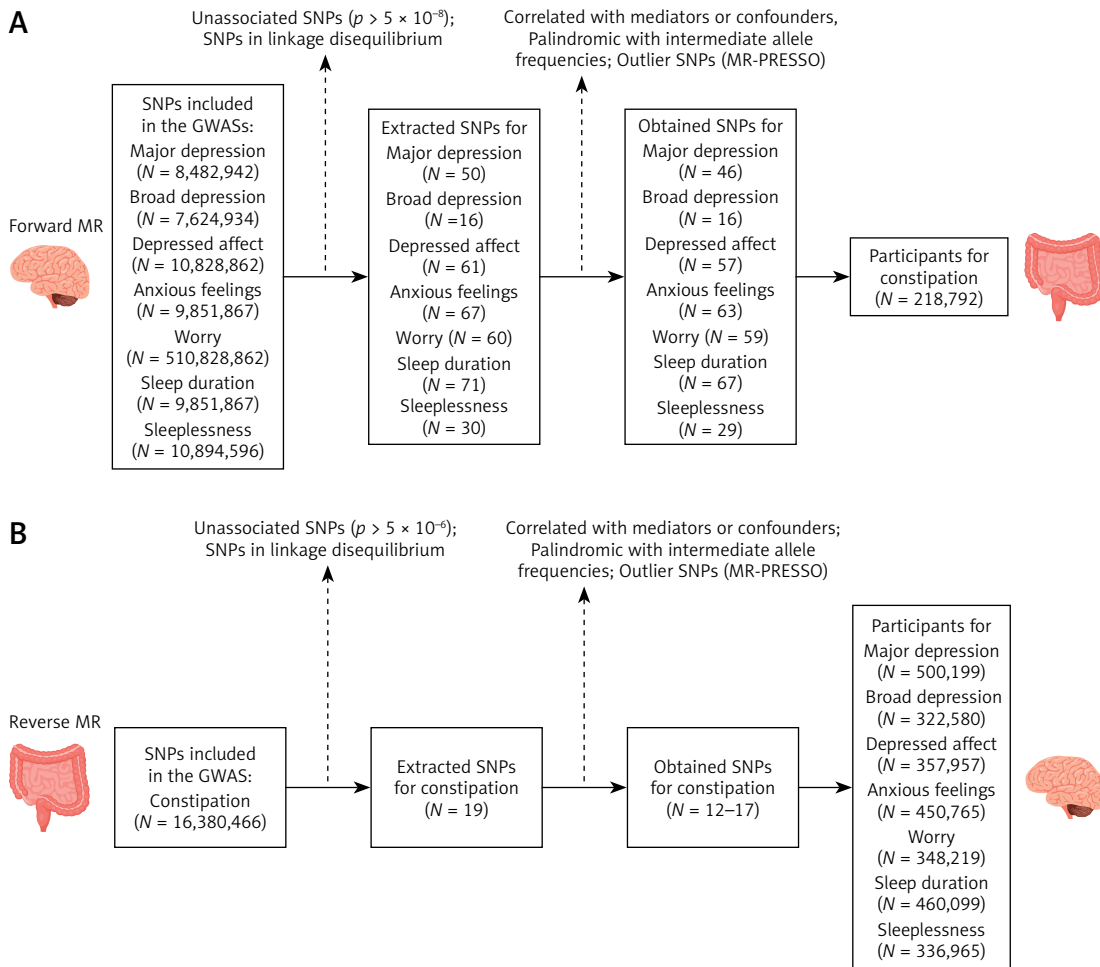 A
Unassociated SNPs (p > 5 × 10⁻⁸);
SNPs in linkage disequilibrium
Correlated with mediators or confounders,
Palindromic with intermediate allele
frequencies; Outlier SNPs (MR-PRESSO)
Forward MR
SNPs included
in the GWASs:
Major depression
(N = 8,482,942)
Broad depression
(N = 7,624,934)
Depressed affect
(N = 10,828,862)
Anxious feelings
(N = 9,851,867)
Worry
(N = 510,828,862)
Sleep duration
(N = 9,851,867)
Sleeplessness
(N = 10,894,596)
Extracted SNPs for
Major depression
(N = 50)
Broad depression
(N =16)
Depressed affect
(N = 61)
Anxious feelings
(N = 67)
Worry (N = 60)
Sleep duration
(N = 71)
Sleeplessness
(N = 30)
Obtained SNPs for
Major depression
(N = 46)
Broad depression
(N = 16)
Depressed affect
(N = 57)
Anxious feelings
(N = 63)
Worry (N = 59)
Sleep duration
(N = 67)
Sleeplessness
(N = 29)
Participants for
constipation
(N = 218,792)
B
Unassociated SNPs (p > 5 × 10⁻⁶);
SNPs in linkage disequilibrium
Correlated with mediators or confounders;
Palindromic with intermediate allele
frequencies; Outlier SNPs (MR-PRESSO)
Reverse MR
SNPs included
in the GWAS:
Constipation
(N = 16,380,466)
Extracted SNPs
for constipation
(N = 19)
Obtained SNPs
for constipation
(N = 12–17)
Participants for
Major depression
(N = 500,199)
Broad depression
(N = 322,580)
Depressed affect
(N = 357,957)
Anxious feelings
(N = 450,765)
Worry
(N = 348,219)
Sleep duration
(N = 460,099)
Sleeplessness
(N = 336,965)